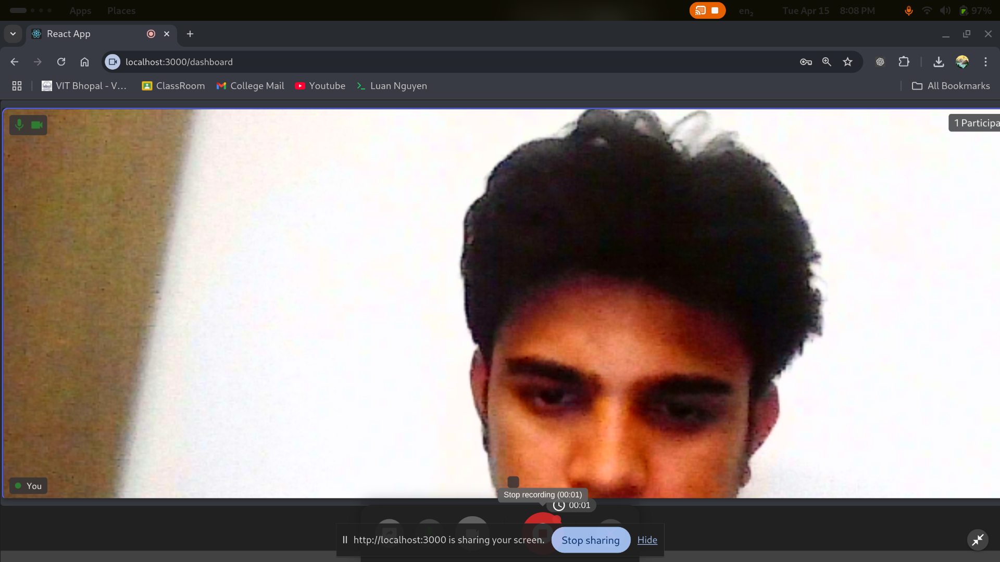 Apps Places en₂ Tue Apr 15 8:08 PM 97%
React App
localhost:3000/dashboard
VIT Bhopal - V... ClassRoom College Mail Youtube Luan Nguyen All Bookmarks
1 Participa
You
Stop recording (00:01)
00:01
http://localhost:3000 is sharing your screen. Stop sharing Hide